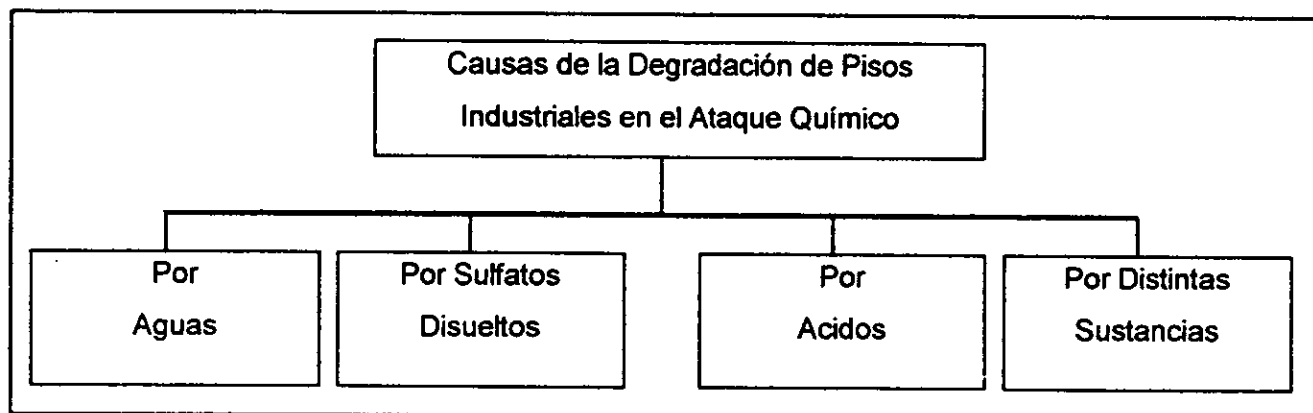 Causas de la Degradación de Pisos
Industriales en el Ataque Químico
Por
Aguas
Por Sulfatos
Disueltos
Por
Acidos
Por Distintas
Sustancias